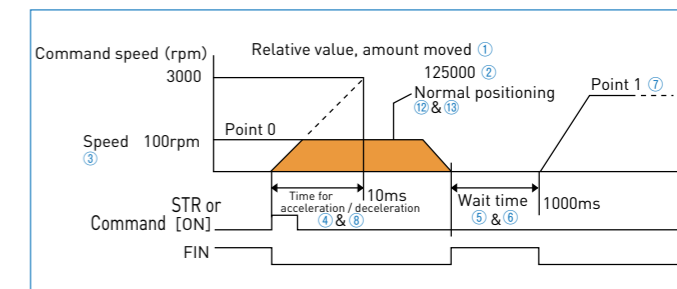 Command speed (rpm)
Relative value, amount moved ①
3000
125000 ②
Normal positioning
⑫&⑬
Point 1 ⑦
Point 0
Speed 100rpm
③
Time for
acceleration / deceleration
④&⑧
10ms
Wait time
⑤&⑥
1000ms
STR or
Command [ON]
FIN